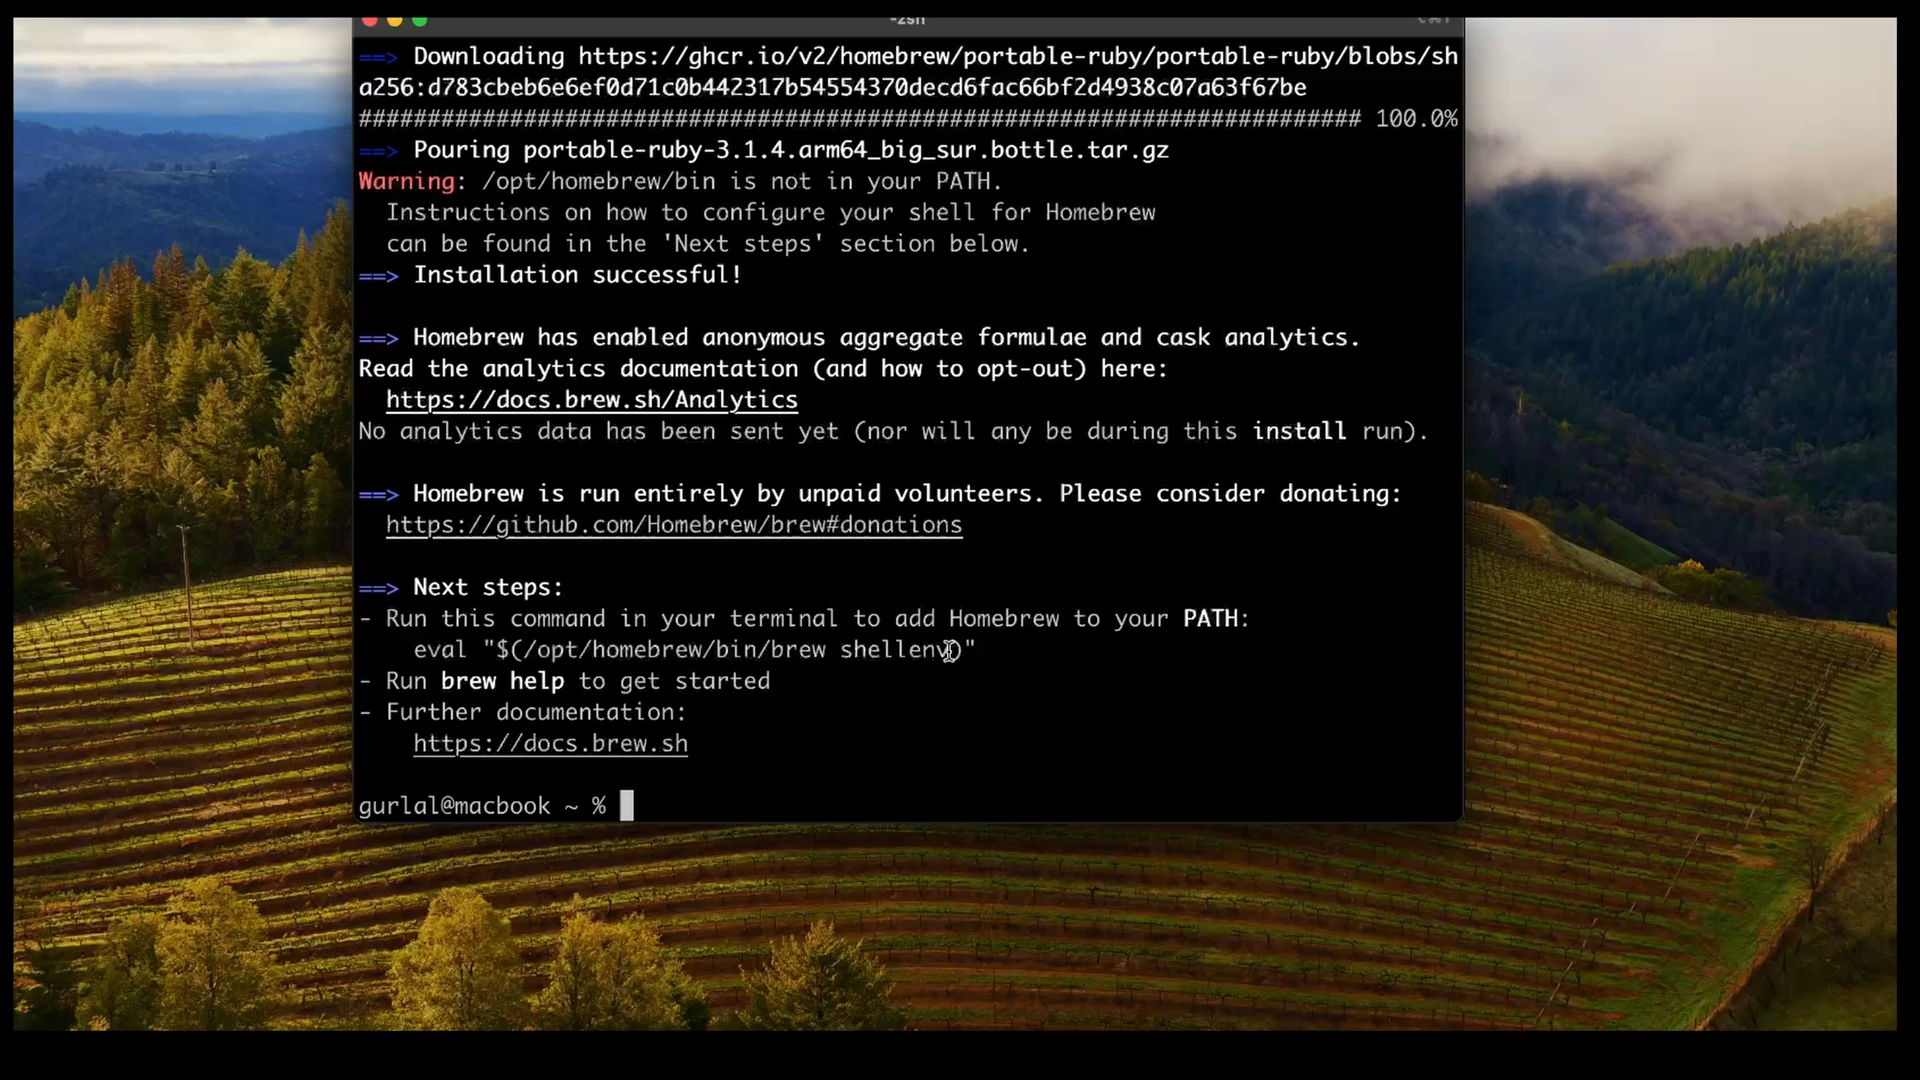 -zsh
==> Downloading https://ghcr.io/v2/homebrew/portable-ruby/portable-ruby/blobs/sh
a256:d783cbeb6e6ef0d71c0b442317b54554370decd6fac66bf2d4938c07a63f67be
######################################################################### 100.0%
==> Pouring portable-ruby-3.1.4.arm64_big_sur.bottle.tar.gz
Warning: /opt/homebrew/bin is not in your PATH.
  Instructions on how to configure your shell for Homebrew
  can be found in the 'Next steps' section below.
==> Installation successful!
==> Homebrew has enabled anonymous aggregate formulae and cask analytics.
Read the analytics documentation (and how to opt-out) here:
  https://docs.brew.sh/Analytics
No analytics data has been sent yet (nor will any be during this install run).
==> Homebrew is run entirely by unpaid volunteers. Please consider donating:
  https://github.com/Homebrew/brew#donations
==> Next steps:
- Run this command in your terminal to add Homebrew to your PATH:
    eval "$(/opt/homebrew/bin/brew shellenv)"
- Run brew help to get started
- Further documentation:
    https://docs.brew.sh
gurlal@macbook ~ %